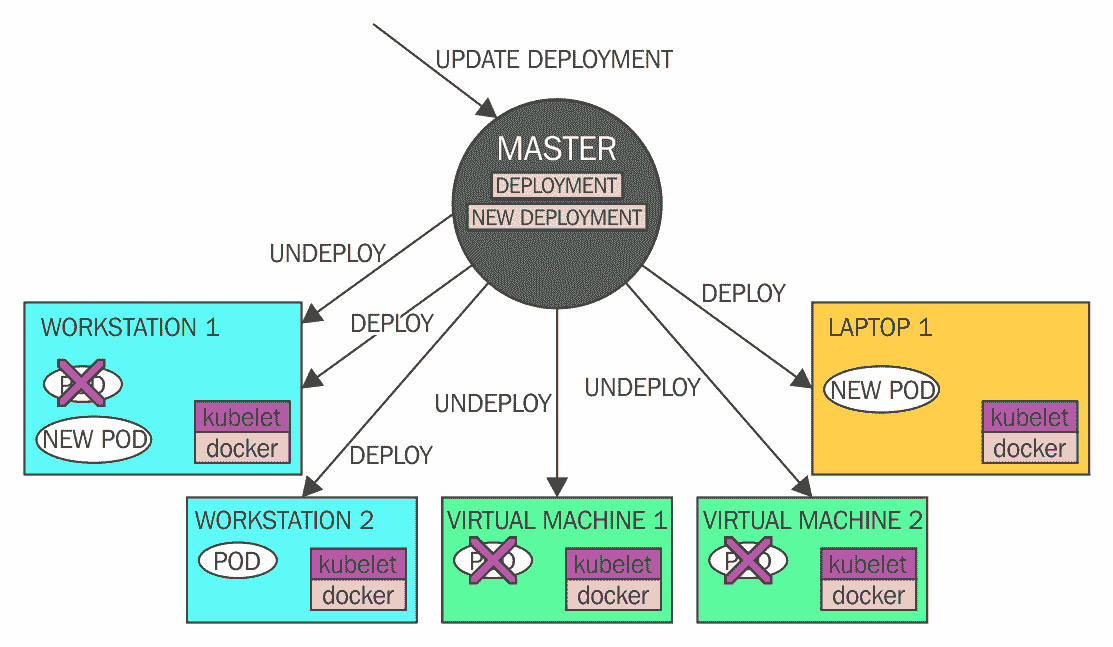 UPDATE DEPLOYMENT
MASTER
DEPLOYMENT
NEW DEPLOYMENT
UNDEPLOY
DEPLOY
DEPLOY
UNDEPLOY
UNDEPLOY
DEPLOY
WORKSTATION 1
POD
NEW POD
kubelet
docker
LAPTOP 1
NEW POD
kubelet
docker
WORKSTATION 2
POD
kubelet
docker
VIRTUAL MACHINE 1
POD
kubelet
docker
VIRTUAL MACHINE 2
POD
kubelet
docker